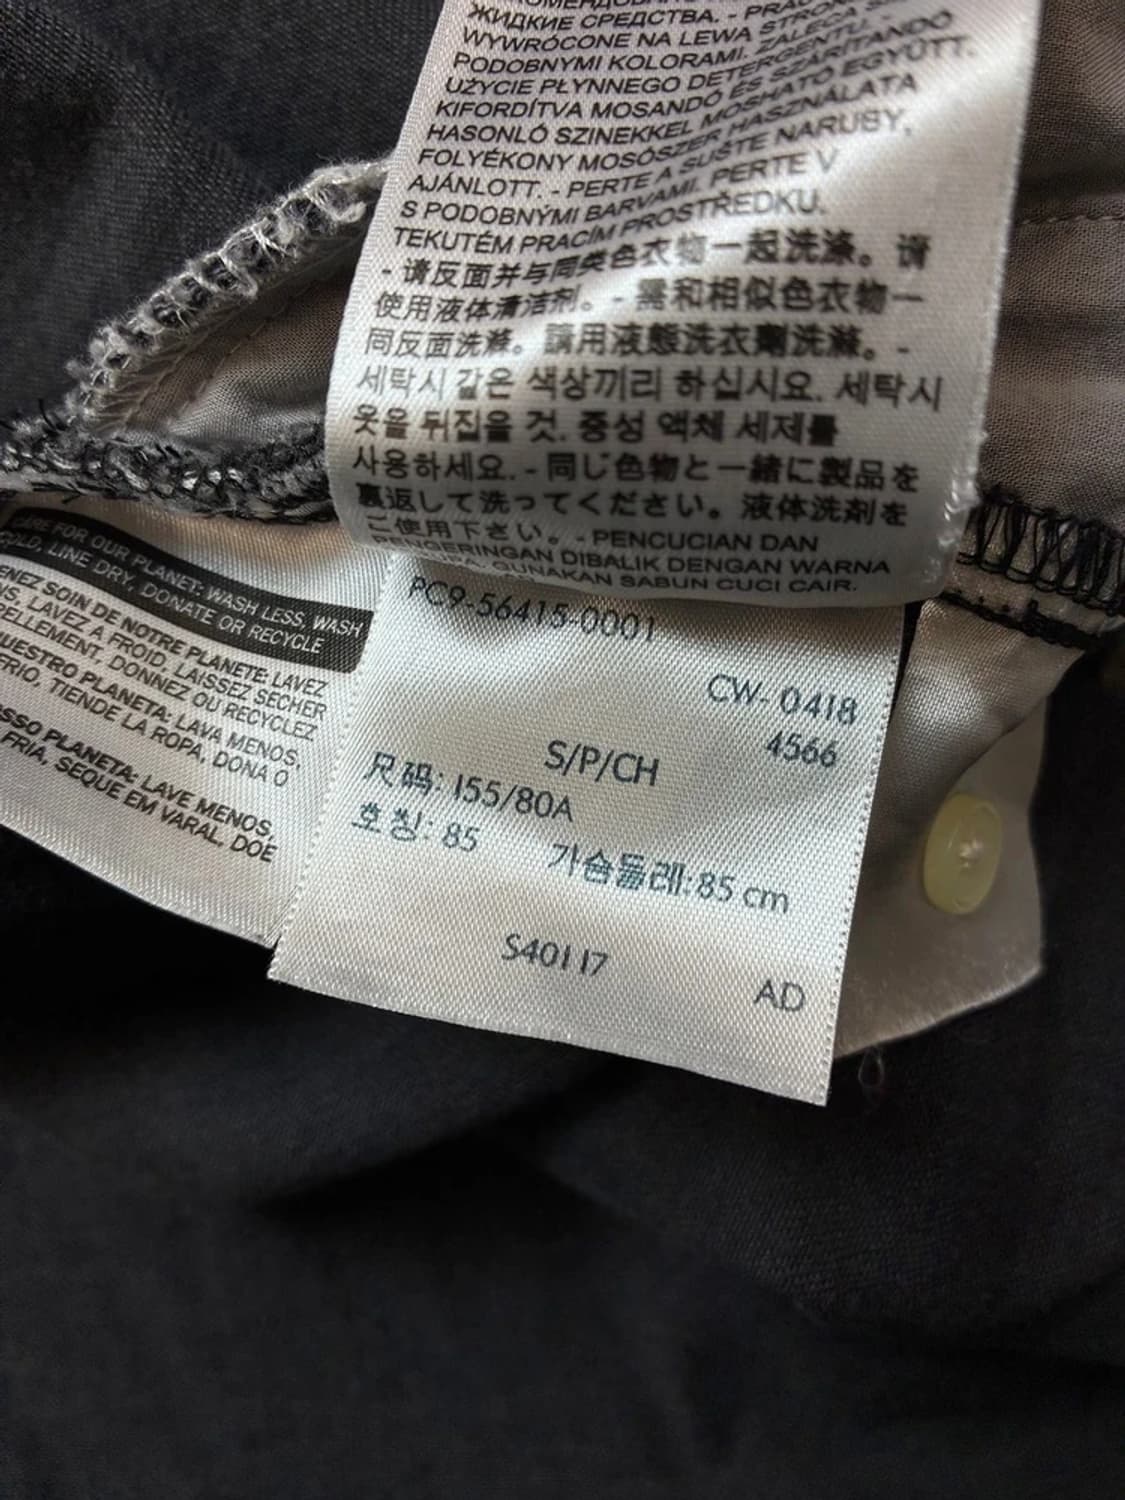 ЖИДКИЕ СРЕДСТВА. -
WYWRÓCONE NA LEWĄ STRONĘ
PODOBNYMI KOLORAMI. ZALECA SIĘ
UŻYCIE PŁYNNEGO DETERGENTU. -
KIFORDÍTVA MOSANDÓ ÉS SZÁRÍTANDÓ
HASONLÓ SZINEKKEL MOSHATÓ EGYÜTT.
FOLYÉKONY MOSÓSZER HASZNÁLATA
AJÁNLOTT. - PERTE A SUŠTE NARUBY,
S PODOBNÝMI BARVAMI. PERTE V
TEKUTÉM PRACÍM PROSTŘEDKU.
- 请反面并与同类色衣物一起洗涤。请
使用液体清洁剂。 - 需和相似色衣物一
同反面洗滌。請用液態洗衣劑洗滌。 -
세탁시 같은 색상끼리 하십시요. 세탁시
옷을 뒤집을 것. 중성 액체 세제를
사용하세요. - 同じ色物と一緒に製品を
裏返して洗ってください。液体洗剤を
ご使用下さい。 - PENCUCIAN DAN
PENGERINGAN DIBALIK DENGAN WARNA
GUNAKAN SABUN CUCI CAIR.
CARE FOR OUR PLANET: WASH LESS, WASH
COLD, LINE DRY, DONATE OR RECYCLE
SOIN DE NOTRE PLANETE: LAVEZ
LAVEZ À FROID, LAISSEZ SÉCHER
DONNEZ OU RECYCLEZ
NUESTRO PLANETA: LAVA MENOS,
FRIO, TIENDE LA ROPA, DONA O
PLANETA: LAVE MENOS,
FRIA, SEQUE EM VARAL, DOE
PC9-56415-0001
CW- 0418
4566
S/P/CH
尺码: 155/80A
호칭: 85
가슴둘레: 85 cm
S40117
AD